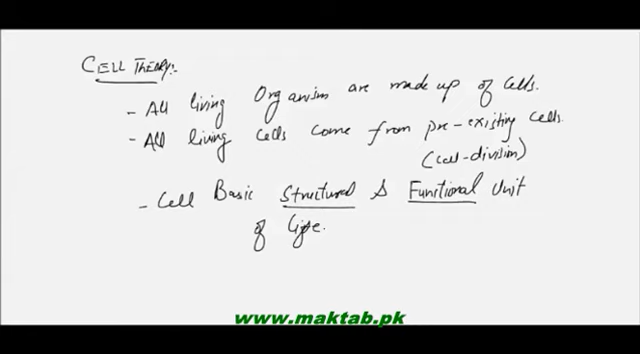 CELL THEORY:-
- All living Organism are made up of Cells.
- All living Cells come from pre-existing Cells.
(Cell-division)
- Cell Basic Structural & Functional Unit
of Life.
www.maktab.pk